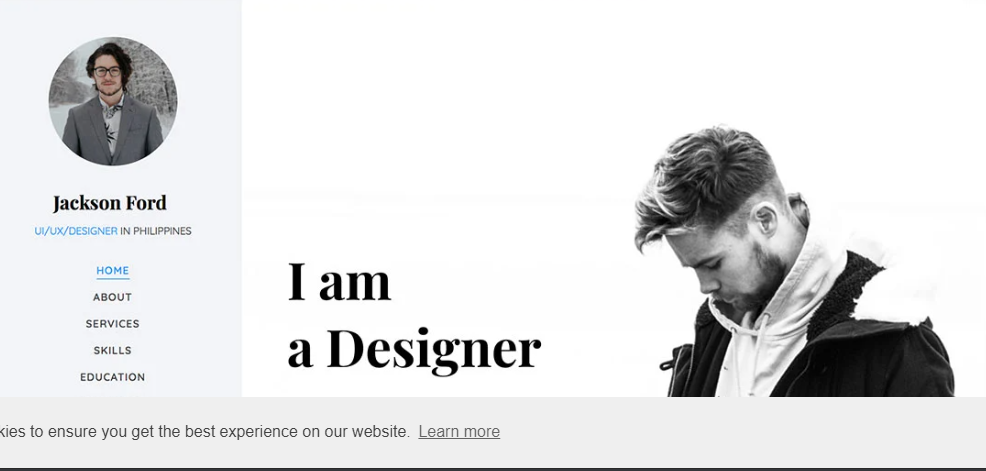 Jackson Ford
UI/UX/DESIGNER IN PHILIPPINES
HOME
ABOUT
SERVICES
SKILLS
EDUCATION
I am
a Designer
kies to ensure you get the best experience on our website. Learn more